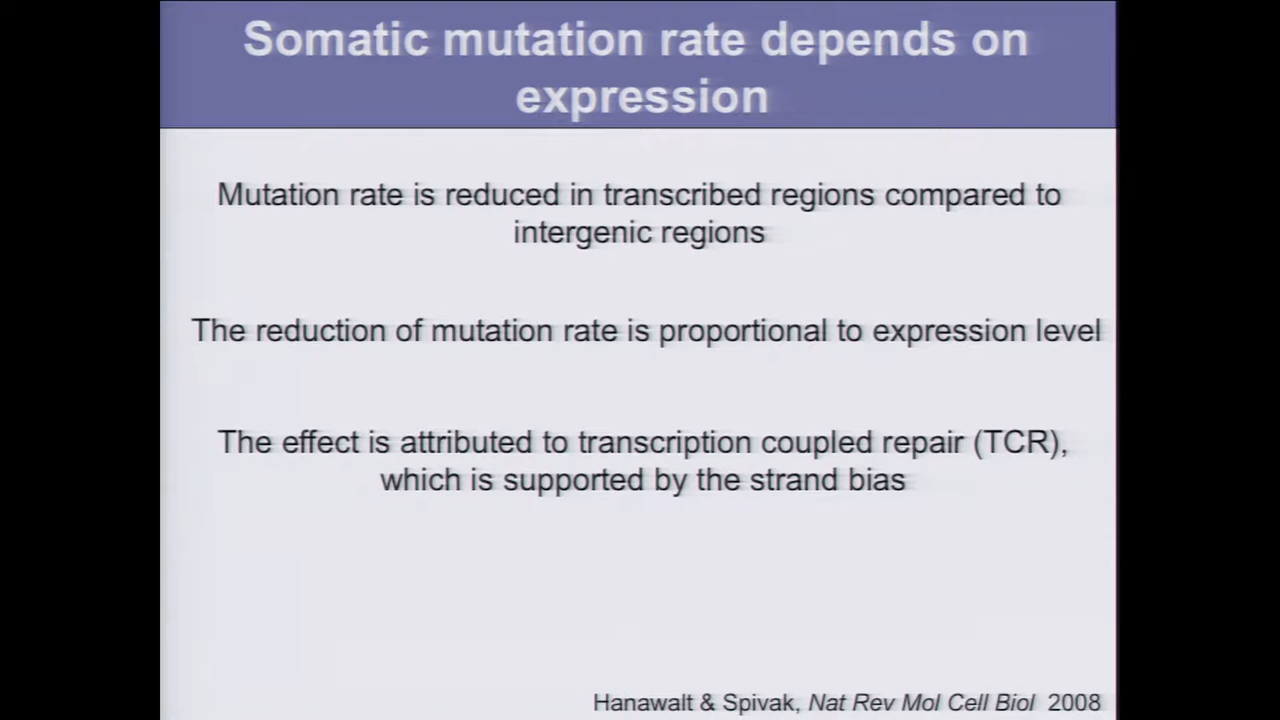 Somatic mutation rate depends on
expression
Mutation rate is reduced in transcribed regions compared to
intergenic regions
The reduction of mutation rate is proportional to expression level
The effect is attributed to transcription coupled repair (TCR),
which is supported by the strand bias
Hanawalt & Spivak, Nat Rev Mol Cell Biol 2008